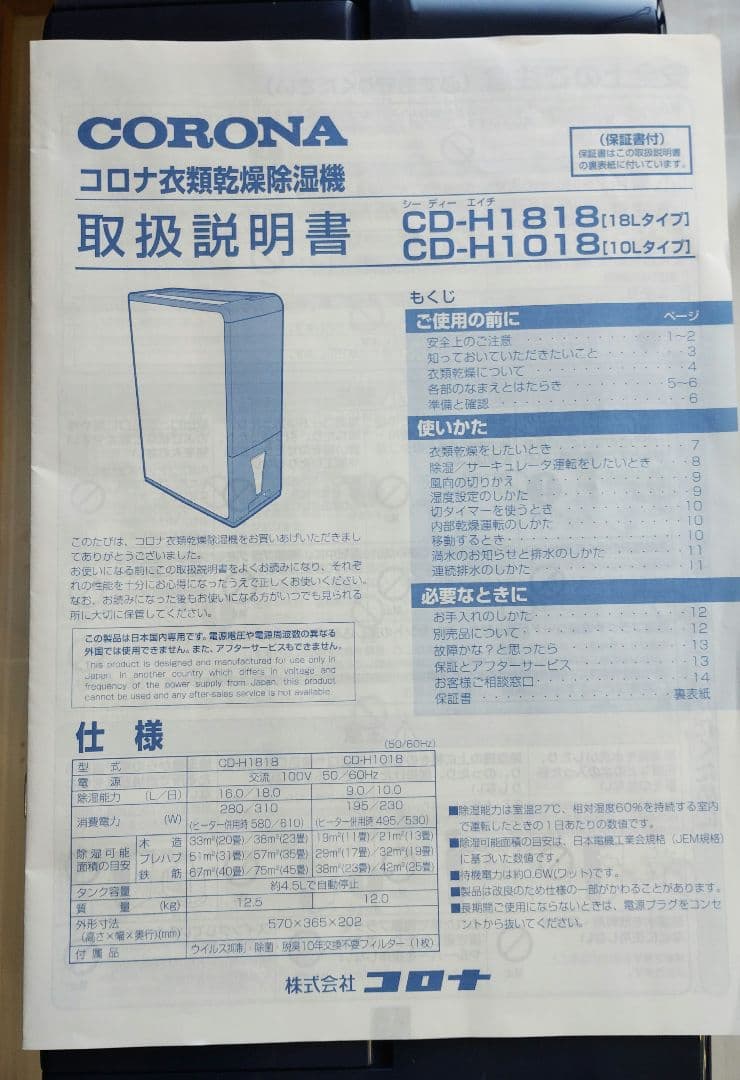 CORONA
コロナ衣類乾燥除湿機
取扱説明書
(保証書付)
保証書はこの取扱説明書
の裏表紙に付いています。
シー ディー エイチ
CD-H1818[18Lタイプ]
CD-H1018[10Lタイプ]
もくじ
ご使用の前に ページ
安全上のご注意 1~2
知っておいていただきたいこと 3
衣類乾燥について 4
各部のなまえとはたらき 5~6
準備と確認 6
使いかた
衣類乾燥をしたいとき 7
除湿/サーキュレータ運転をしたいとき 8
風向の切りかえ 9
湿度設定のしかた 9
切タイマーを使うとき 10
内部乾燥運転のしかた 10
移動するとき 10
満水のお知らせと排水のしかた 11
連続排水のしかた 11
必要なときに
お手入れのしかた 12
別売品について 12
故障かな?と思ったら 13
保証とアフターサービス 13
お客様ご相談窓口 14
保証書 裏表紙
このたびは、コロナ衣類乾燥除湿機をお買いあげいただきまし
てありがとうございました。
お使いになる前にこの取扱説明書をよくお読みになり、それぞ
れの性能を十分にお心得になったうえで正しくお使いください。
なお、お読みになった後もお使いになる方がいつでも見られる
所に大切に保管してください。
この製品は日本国内専用です。電源電圧や電源周波数の異なる
外国では使用できません。また、アフターサービスもできません。
This product is designed and manufactured for use only in
Japan. In another country which differs in voltage and
frequency of the power supply from Japan, this product
cannot be used and any after-sales service is not available.
仕様
(50/60Hz)
型式 CD-H1818 CD-H1018
電源 交流 100V 50/60Hz
除湿能力 (L/日) 16.0/18.0 9.0/10.0
消費電力 (W) 280/310 195/230
(ヒーター併用時580/610) (ヒーター併用時495/530)
除湿可能面積の目安 木造 33m²(20畳)/38m²(23畳) 19m²(11畳)/21m²(13畳)
プレハブ 51m²(31畳)/57m²(35畳) 29m²(17畳)/32m²(19畳)
鉄筋 67m²(40畳)/75m²(45畳) 38m²(23畳)/42m²(25畳)
タンク容量 約4.5Lで自動停止
質量 (kg) 12.5 12.0
外形寸法
(高さ×幅×奥行)(mm) 570×365×202
付属品 ウイルス抑制・除菌・脱臭10年交換不要フィルター(1枚)
■除湿能力は室温27℃、相対湿度60%を持続する室内
で運転したときの1日あたりの数値です。
■除湿可能面積の目安は、日本電機工業会規格(JEM規格)
に基づいた数値です。
■待機電力は約0.6W(ワット)です。
■製品は改良のため仕様の一部がかわることがあります。
■長期間ご使用にならないときは、電源プラグをコンセ
ントから抜いてください。
株式会社 コロナ